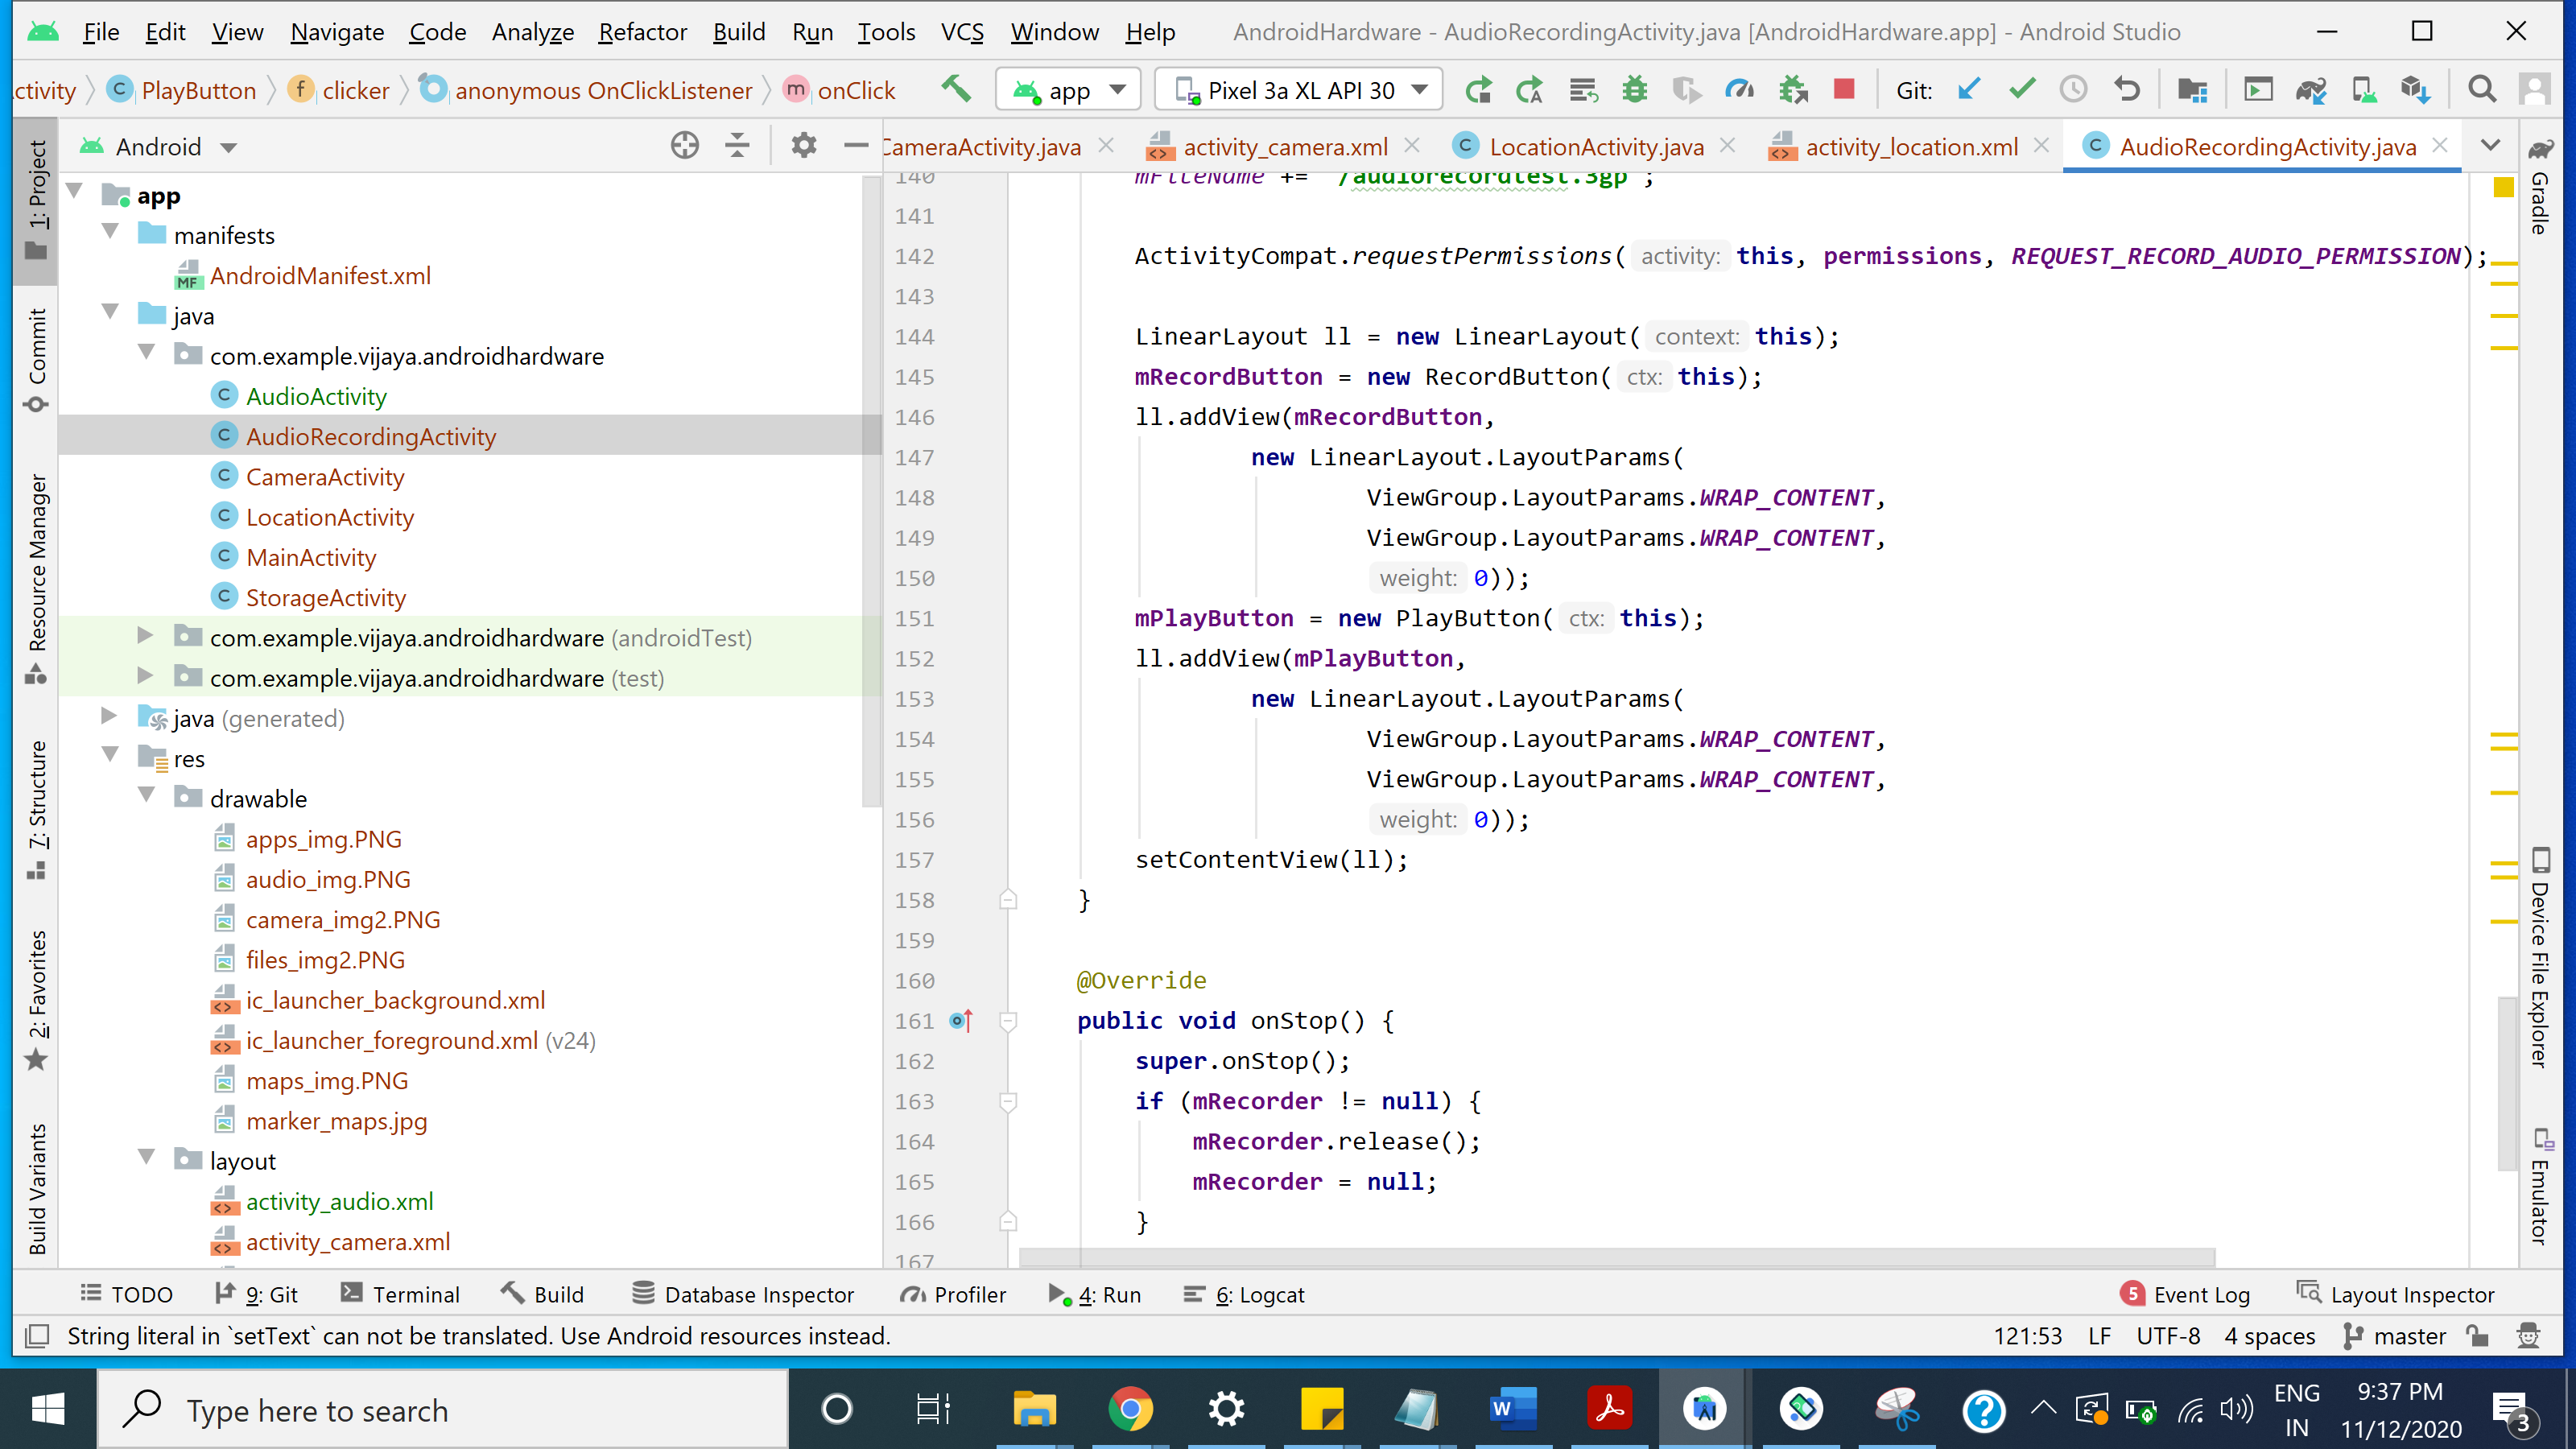 File Edit View Navigate Code Analyze Refactor Build Run Tools VCS Window Help AndroidHardware - AudioRecordingActivity.java [AndroidHardware.app] - Android Studio
ctivity PlayButton f clicker anonymous OnClickListener m onClick app Pixel 3a XL API 30 Git:
Android
CameraActivity.java activity_camera.xml LocationActivity.java activity_location.xml AudioRecordingActivity.java
1: Project
Commit
Resource Manager
7: Structure
2: Favorites
Build Variants
app
manifests
AndroidManifest.xml
java
com.example.vijaya.androidhardware
AudioActivity
AudioRecordingActivity
CameraActivity
LocationActivity
MainActivity
StorageActivity
com.example.vijaya.androidhardware (androidTest)
com.example.vijaya.androidhardware (test)
java (generated)
res
drawable
apps_img.PNG
audio_img.PNG
camera_img2.PNG
files_img2.PNG
ic_launcher_background.xml
ic_launcher_foreground.xml (v24)
maps_img.PNG
marker_maps.jpg
layout
activity_audio.xml
activity_camera.xml
140 mFileName += "/audiorecordtest.3gp";
141
142 ActivityCompat.requestPermissions( activity: this, permissions, REQUEST_RECORD_AUDIO_PERMISSION);
143
144 LinearLayout ll = new LinearLayout( context: this);
145 mRecordButton = new RecordButton( ctx: this);
146 ll.addView(mRecordButton,
147 new LinearLayout.LayoutParams(
148 ViewGroup.LayoutParams.WRAP_CONTENT,
149 ViewGroup.LayoutParams.WRAP_CONTENT,
150 weight: 0));
151 mPlayButton = new PlayButton( ctx: this);
152 ll.addView(mPlayButton,
153 new LinearLayout.LayoutParams(
154 ViewGroup.LayoutParams.WRAP_CONTENT,
155 ViewGroup.LayoutParams.WRAP_CONTENT,
156 weight: 0));
157 setContentView(ll);
158 }
159
160 @Override
161 public void onStop() {
162 super.onStop();
163 if (mRecorder != null) {
164 mRecorder.release();
165 mRecorder = null;
166 }
167
Gradle
Device File Explorer
Emulator
TODO 9: Git Terminal Build Database Inspector Profiler 4: Run 6: Logcat 5 Event Log Layout Inspector
String literal in `setText` can not be translated. Use Android resources instead. 121:53 LF UTF-8 4 spaces master
Type here to search
ENG
IN
9:37 PM
11/12/2020
3